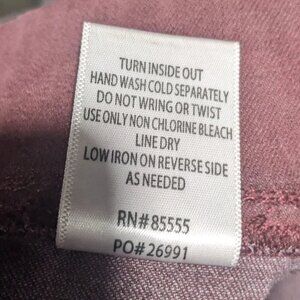 TURN INSIDE OUT
HAND WASH COLD SEPARATELY
DO NOT WRING OR TWIST
USE ONLY NON CHLORINE BLEACH
LINE DRY
LOW IRON ON REVERSE SIDE
AS NEEDED
RN# 85555
PO# 26991